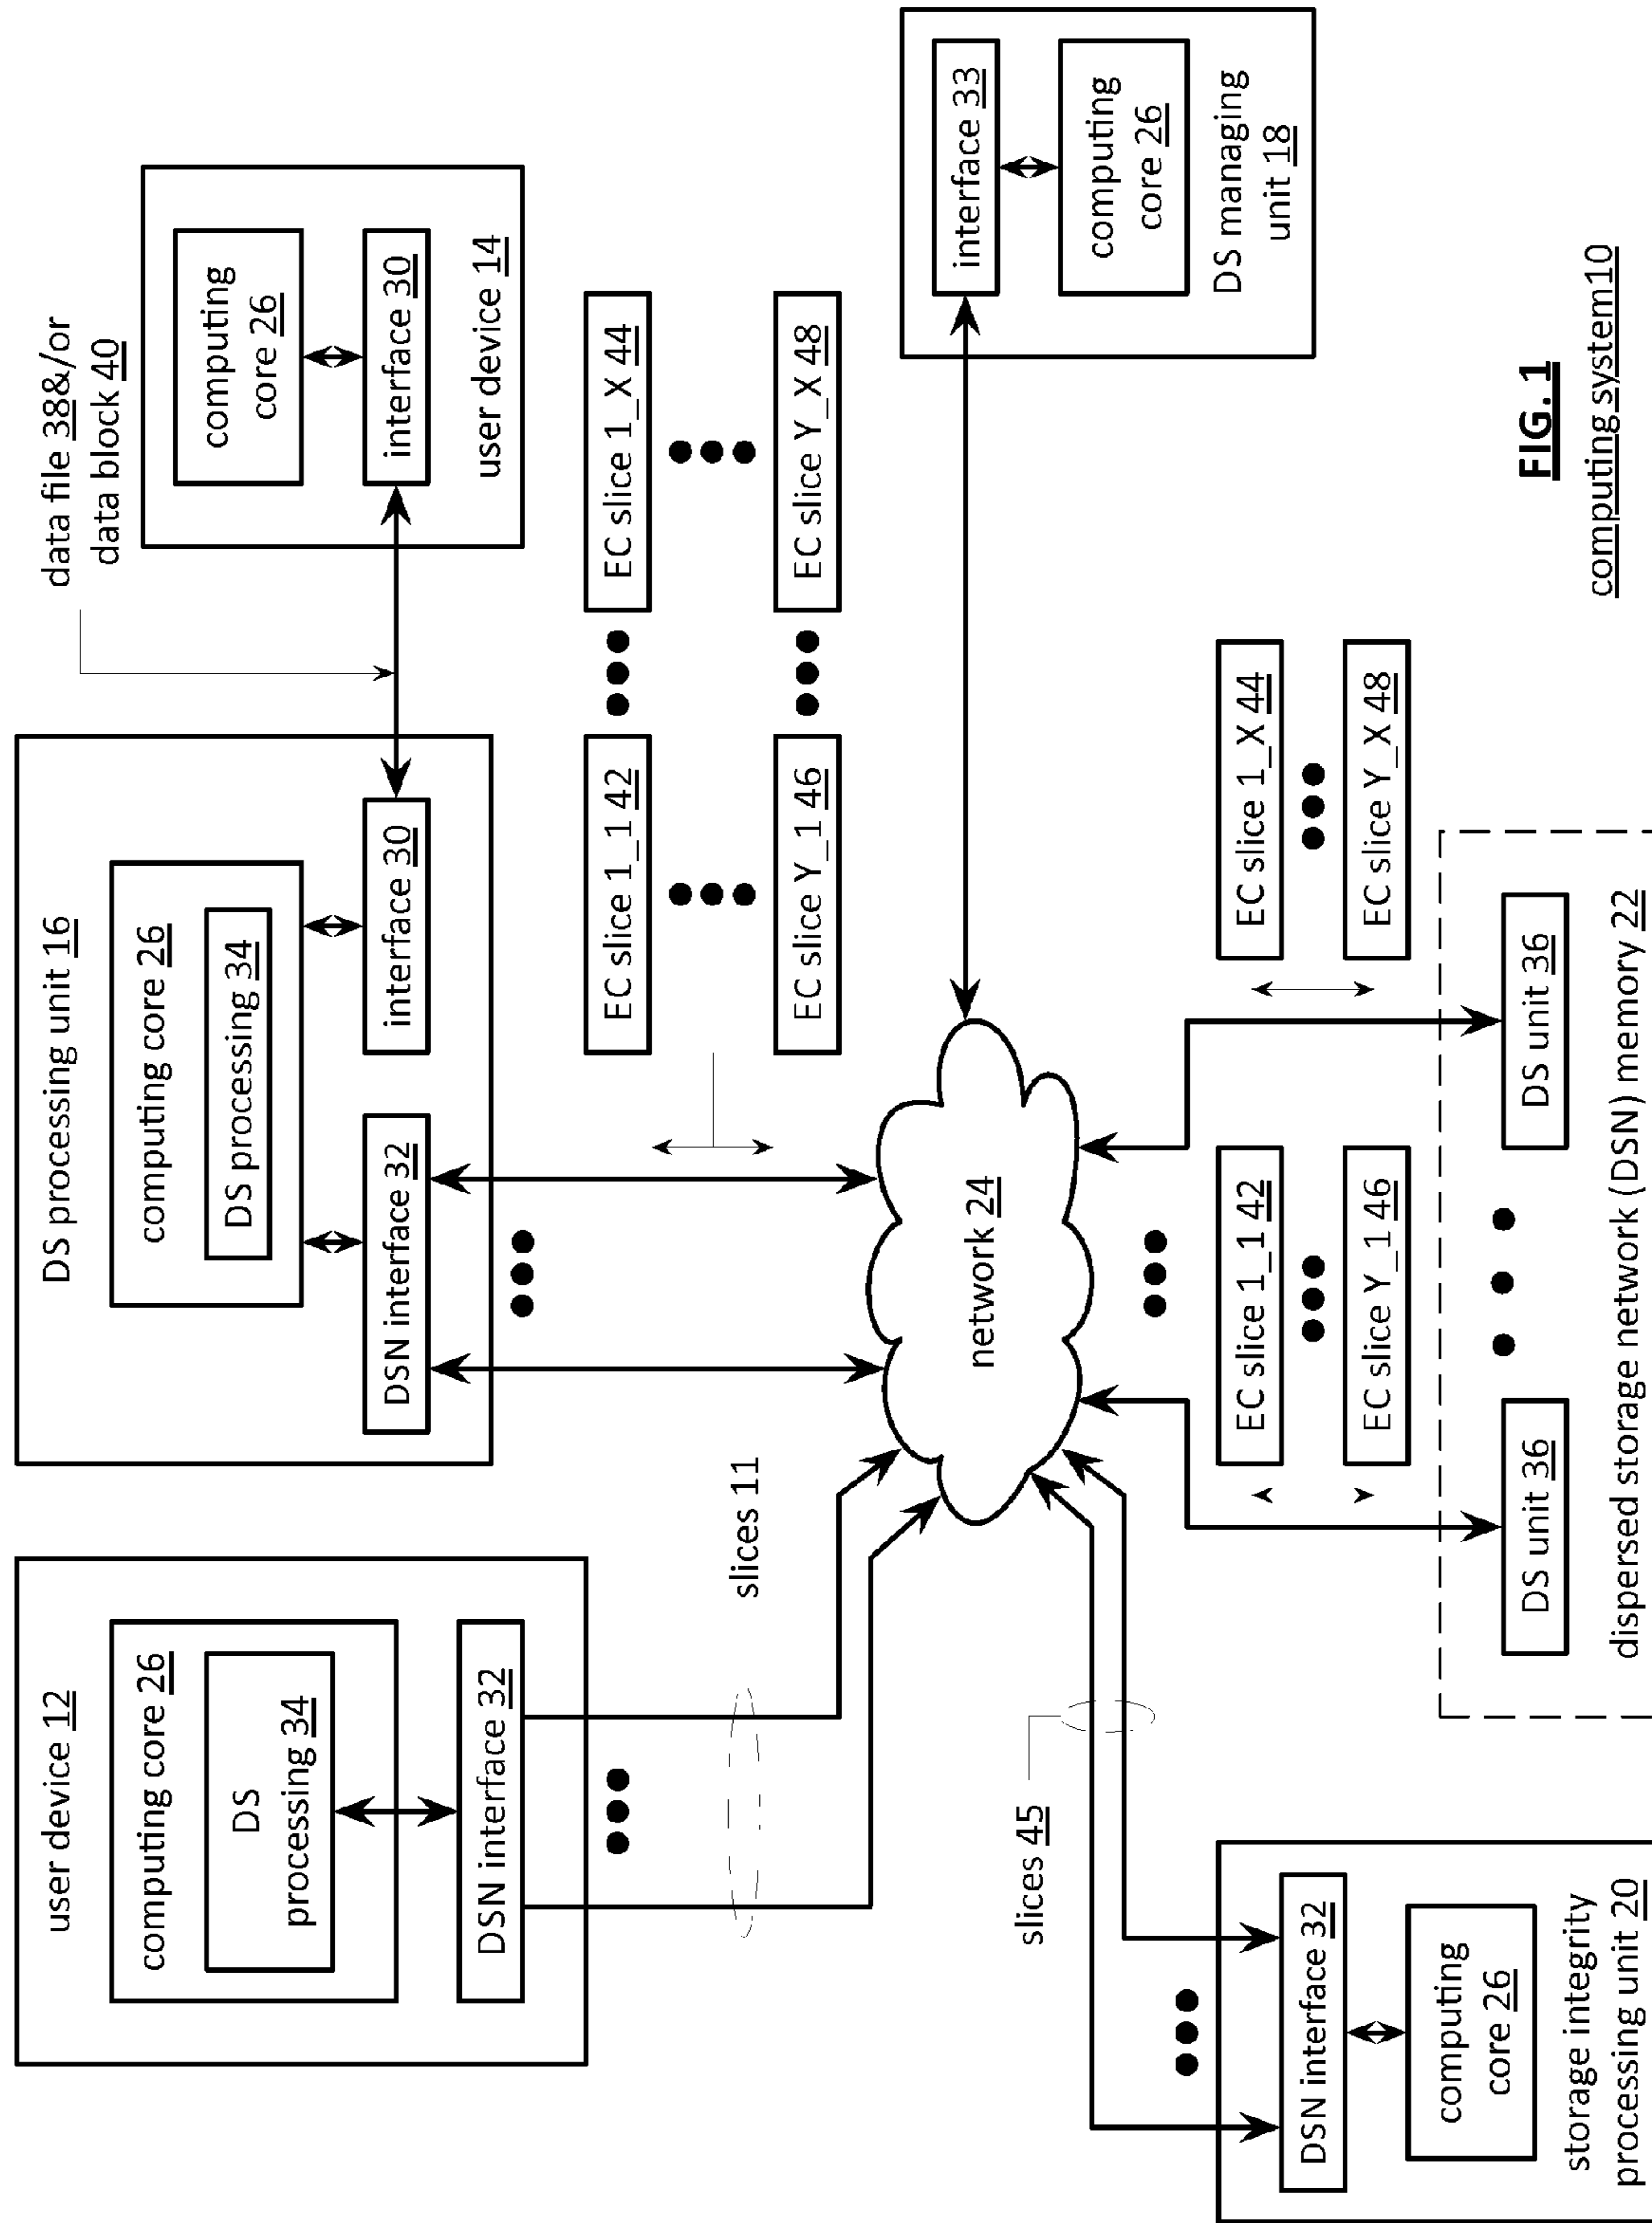 user device 12
computing core 26
DS
processing 34
DSN interface 32
slices 11
DS processing unit 16
computing core 26
DS processing 34
DSN interface 32
interface 30
data file 38&/or
data block 40
computing
core 26
interface 30
user device 14
EC slice 1_1 42
EC slice 1_X 44
EC slice Y_1 46
EC slice Y_X 48
network 24
interface 33
computing
core 26
DS managing
unit 18
slices 45
DSN interface 32
computing
core 26
storage integrity
processing unit 20
EC slice 1_1 42
EC slice Y_1 46
EC slice 1_X 44
EC slice Y_X 48
DS unit 36
DS unit 36
dispersed storage network (DSN) memory 22
FIG. 1
computing system10